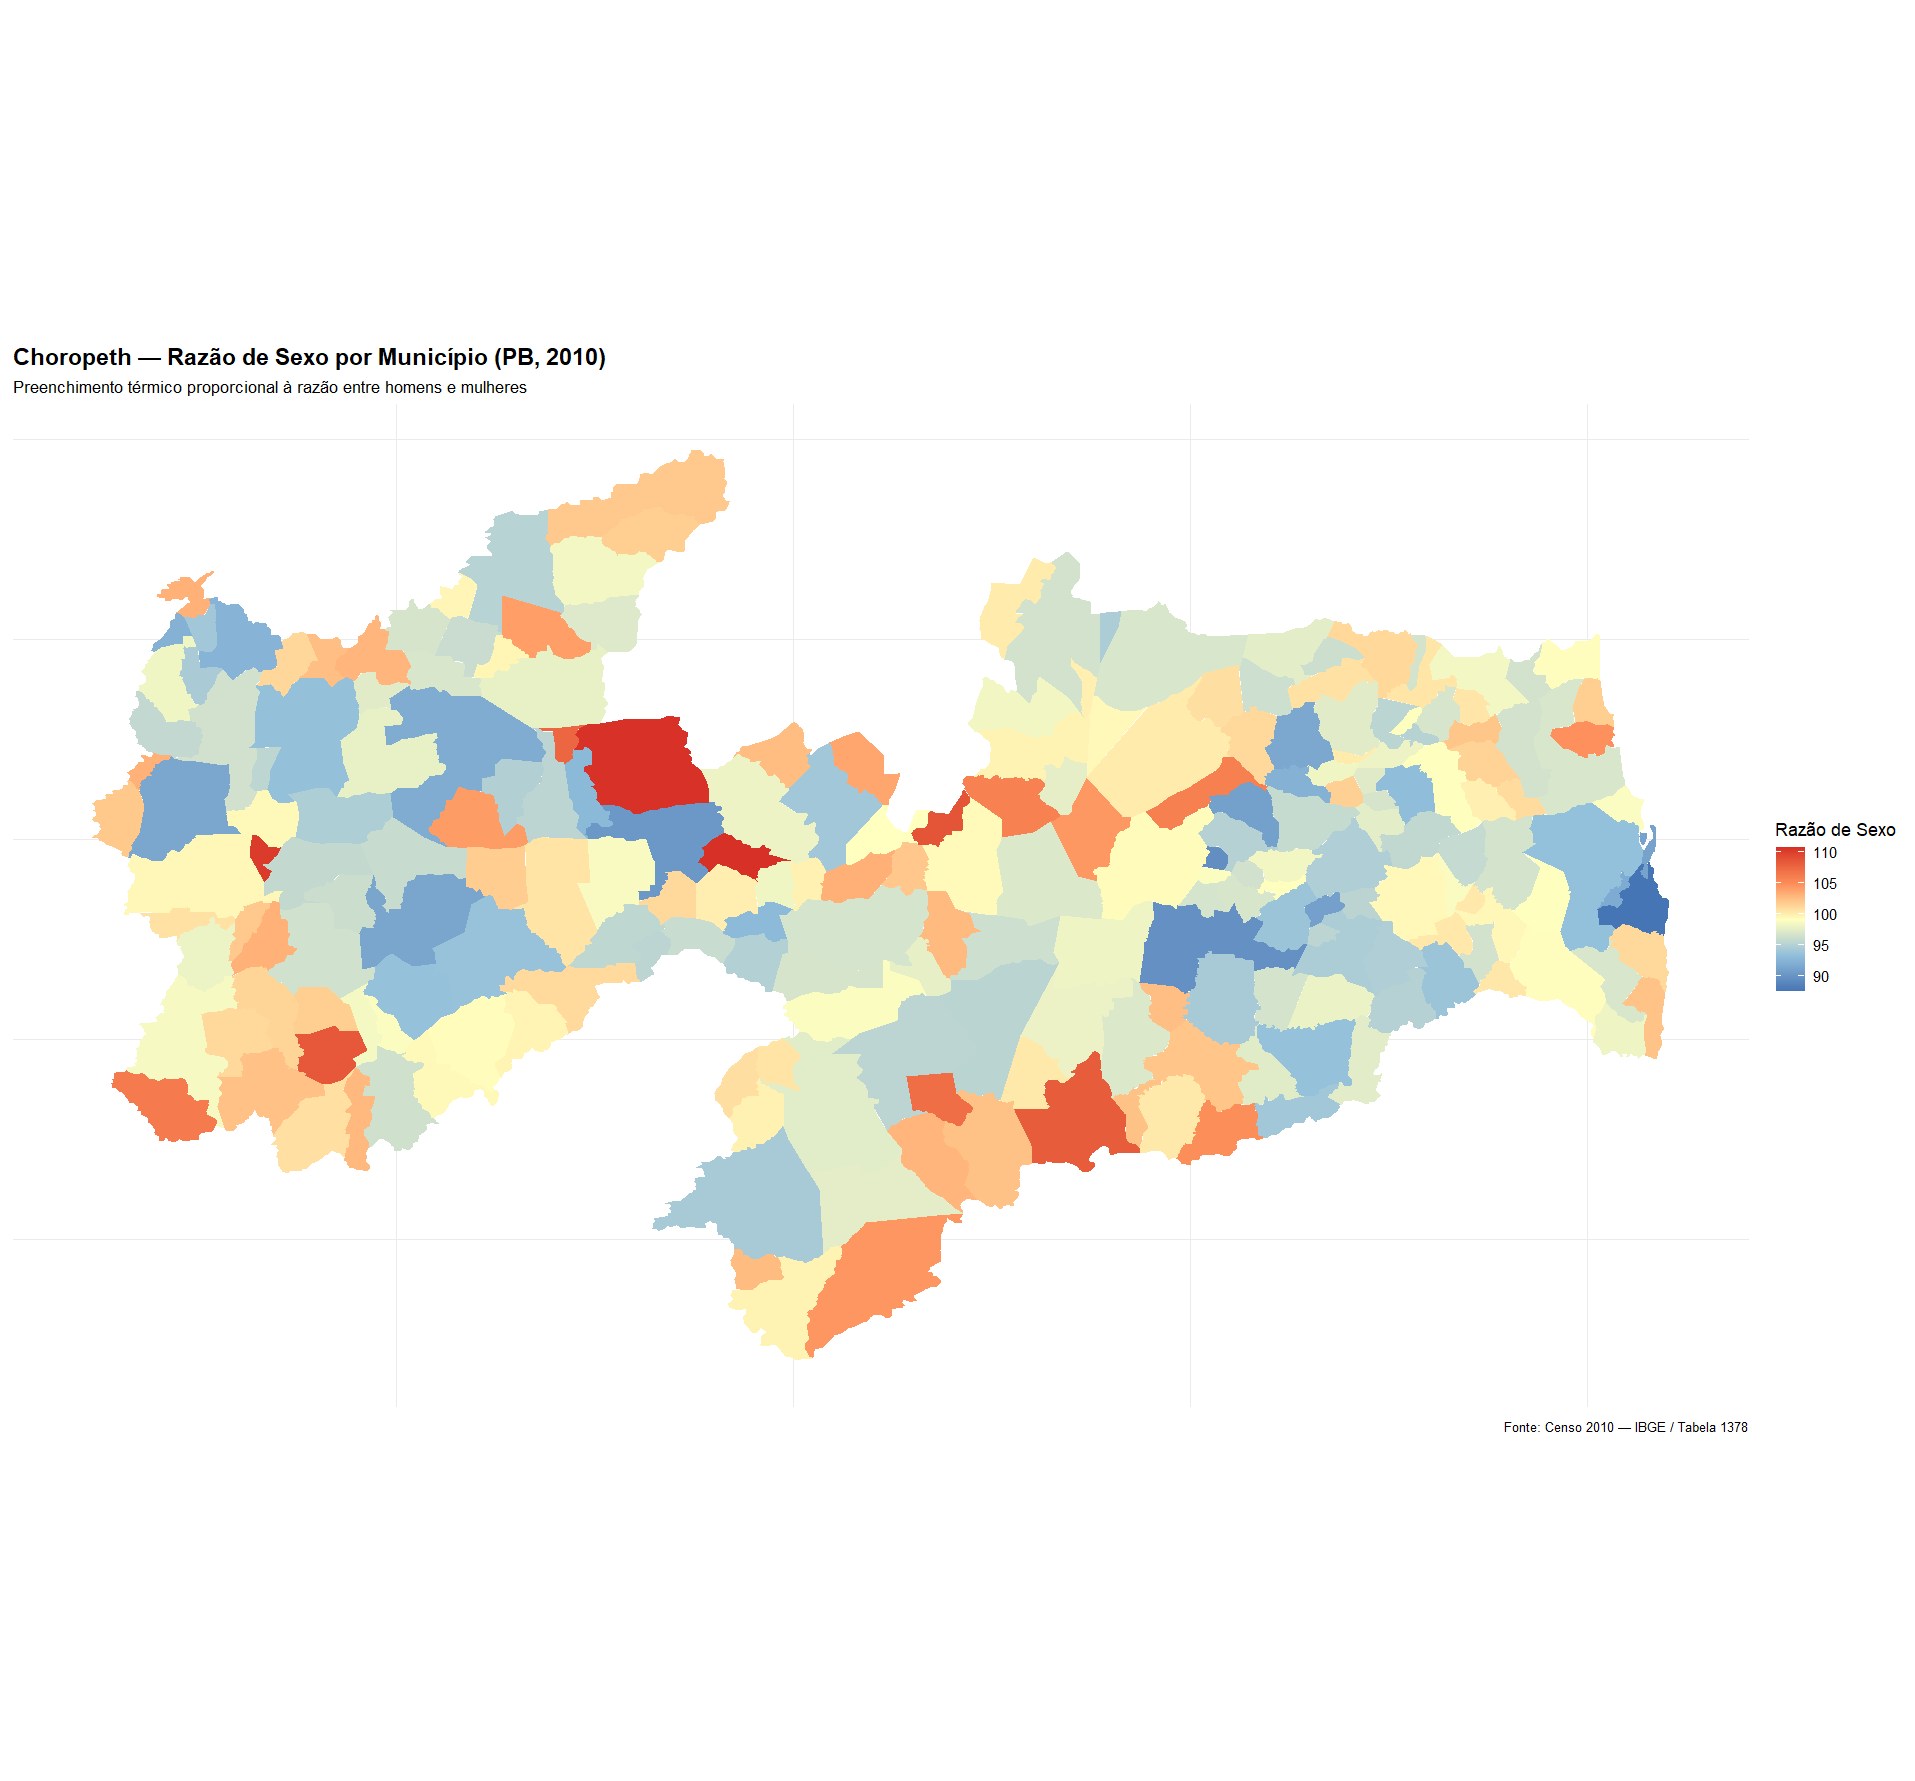 Choropeth — Razão de Sexo por Município (PB, 2010)
Preenchimento térmico proporcional à razão entre homens e mulheres
Razão de Sexo
110
105
100
95
90
Fonte: Censo 2010 — IBGE / Tabela 1378